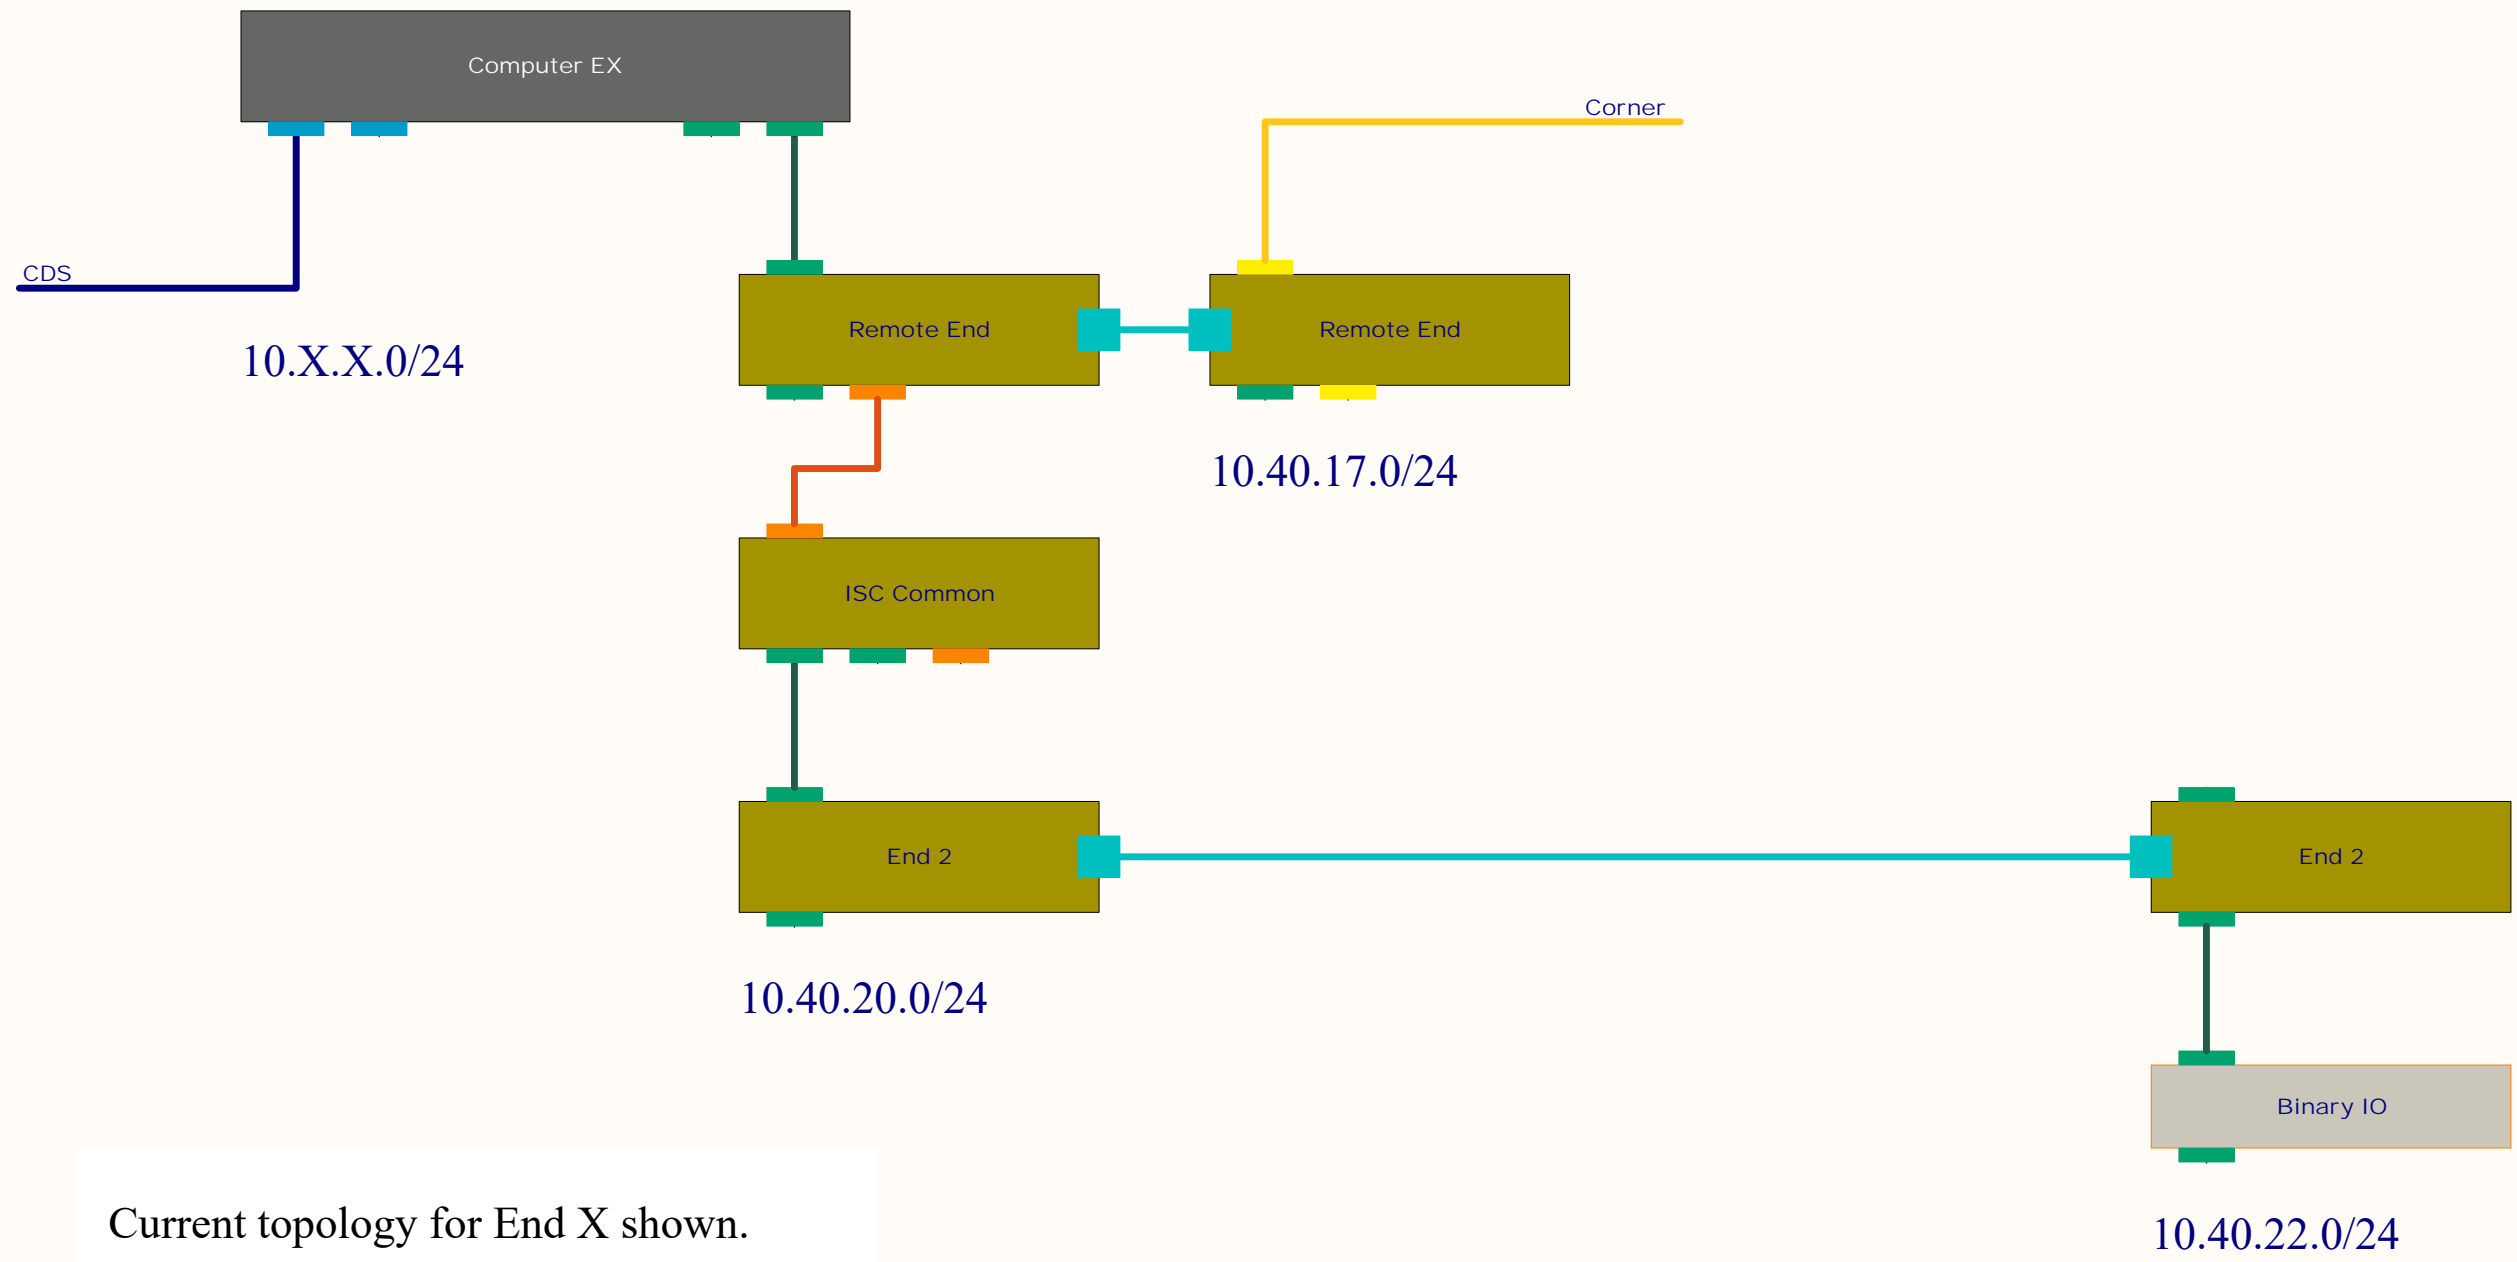 Computer EX
Corner
CDS
Remote End
Remote End
10.X.X.0/24
10.40.17.0/24
ISC Common
End 2
End 2
10.40.20.0/24
Binary IO
Current topology for End X shown.
10.40.22.0/24